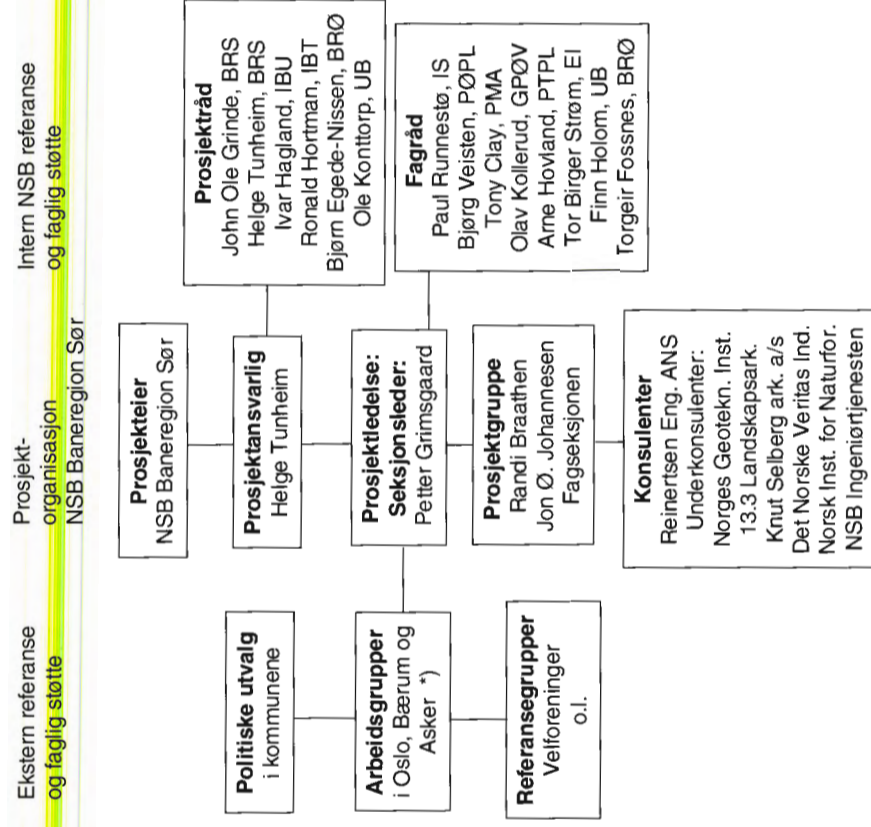 Ekstern referanse
og faglig støtte
Prosjekt-
organisasjon
NSB Baneregion Sør
Intern NSB referanse
og faglig støtte
Politiske utvalg
i kommunene
Arbeidsgrupper
i Oslo, Bærum og
Asker *)
Referansegrupper
Velforeninger
o.l.
Prosjekteier
NSB Baneregion Sør
Prosjektansvarlig
Helge Tunheim
Prosjektledelse:
Seksjonsleder:
Petter Grimsgaard
Prosjektgruppe
Randi Braathen
Jon Ø. Johannesen
Fagseksjonen
Konsulenter
Reinertsen Eng. ANS
Underkonsulenter:
Norges Geotekn. Inst.
13.3 Landskapsark.
Knut Selberg ark. a/s
Det Norske Veritas Ind.
Norsk Inst. for Naturfor.
NSB Ingeniørtjenesten
Prosjektråd
John Ole Grinde, BRS
Helge Tunheim, BRS
Ivar Hagland, IBU
Ronald Hortman, IBT
Bjørn Egede-Nissen, BRØ
Ole Konttorp, UB
Fagråd
Paul Runnestø, IS
Bjørg Veisten, PØPL
Tony Clay, PMA
Olav Kollerud, GPØV
Arne Hovland, PTPL
Tor Birger Strøm, EI
Finn Holom, UB
Torgeir Fossnes, BRØ